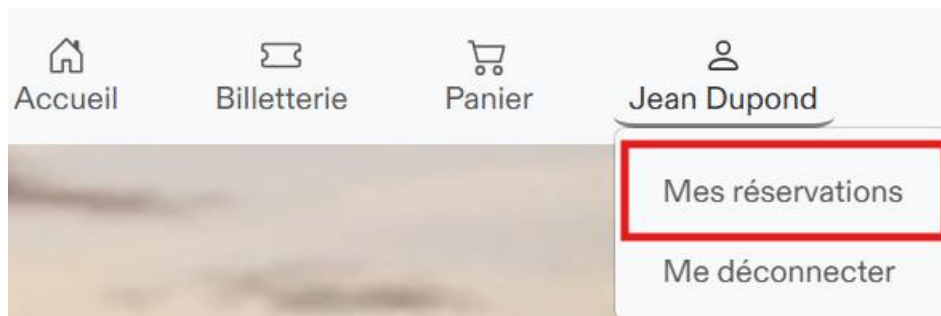 Accueil Billetterie Panier Jean Dupond
Mes réservations
Me déconnecter